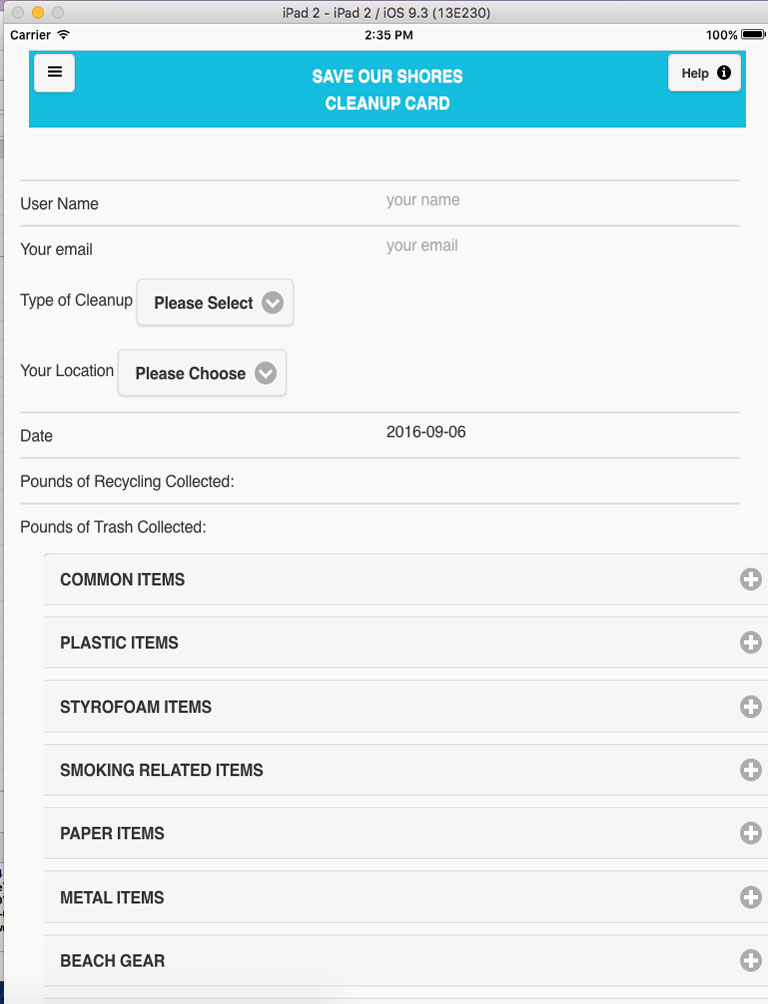 iPad 2 - iPad 2 / iOS 9.3 (13E230)
Carrier 2:35 PM 100%
SAVE OUR SHORES
CLEANUP CARD
Help
User Name your name
Your email your email
Type of Cleanup Please Select
Your Location Please Choose
Date 2016-09-06
Pounds of Recycling Collected:
Pounds of Trash Collected:
COMMON ITEMS
PLASTIC ITEMS
STYROFOAM ITEMS
SMOKING RELATED ITEMS
PAPER ITEMS
METAL ITEMS
BEACH GEAR